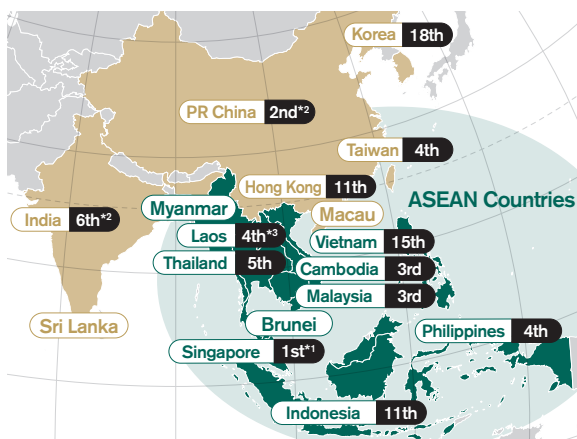 Korea 18th
PR China 2nd*2
Taiwan 4th
Hong Kong 11th
ASEAN Countries
Myanmar
Macau
India 6th*2
Laos 4th*3
Vietnam 15th
Thailand 5th
Cambodia 3rd
Malaysia 3rd
Sri Lanka
Brunei
Philippines 4th
Singapore 1st*1
Indonesia 11th